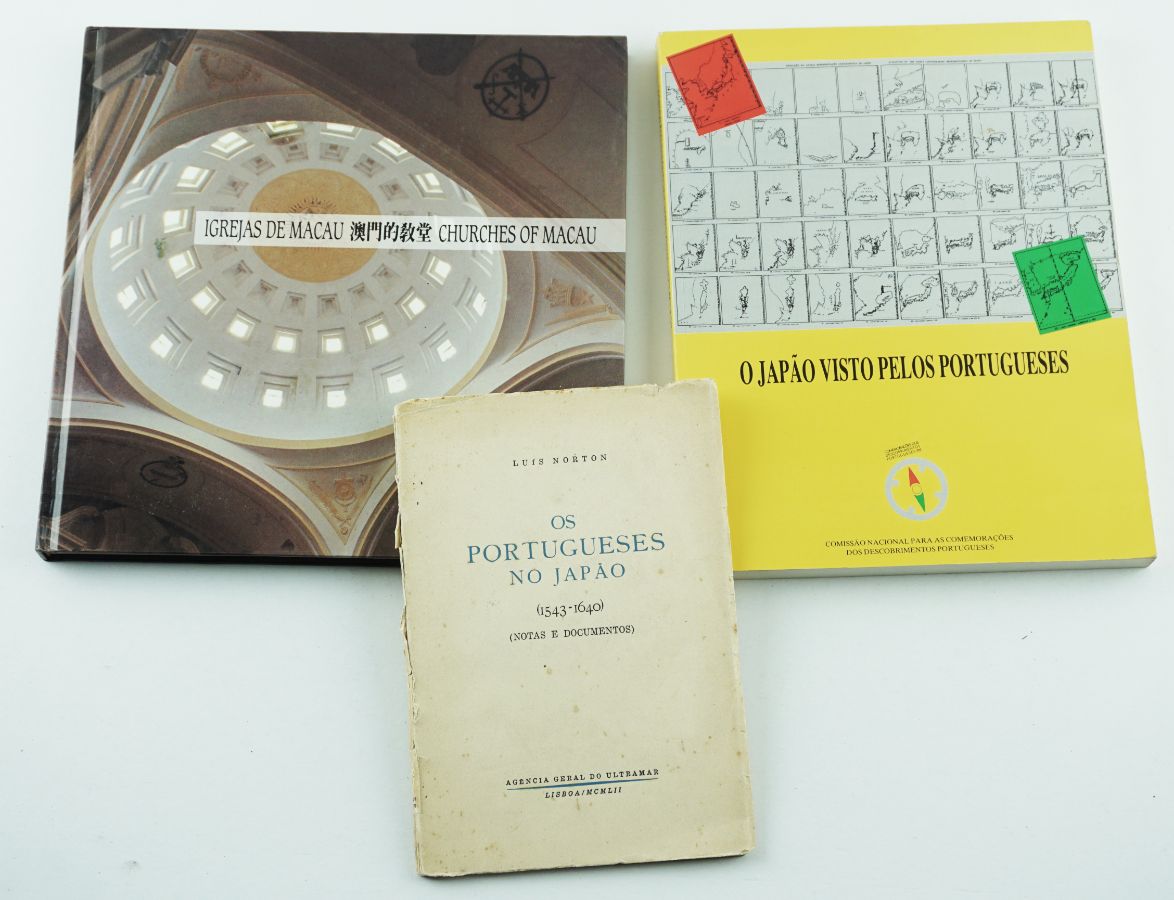 IGREJAS DE MACAU 澳門的教堂 CHURCHES OF MACAU
O JAPÃO VISTO PELOS PORTUGUESES
COMISSÃO NACIONAL PARA AS COMEMORAÇÕES
DOS DESCOBRIMENTOS PORTUGUESES
LUÍS NORTON
OS
PORTUGUESES
NO JAPÃO
(1543-1640)
(NOTAS E DOCUMENTOS)
AGÊNCIA GERAL DO ULTRAMAR
LISBOA/MCMLII